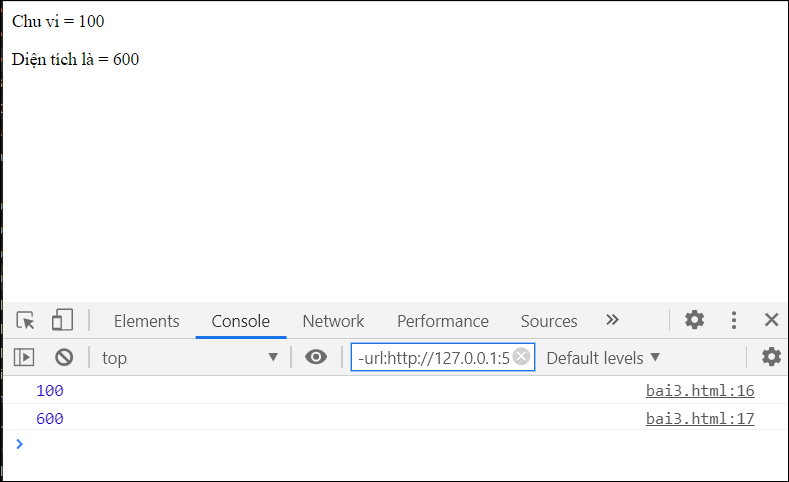 Chu vi = 100
Diện tích là = 600
Elements Console Network Performance Sources
top -url:http://127.0.0.1:5 Default levels
100 bai3.html:16
600 bai3.html:17